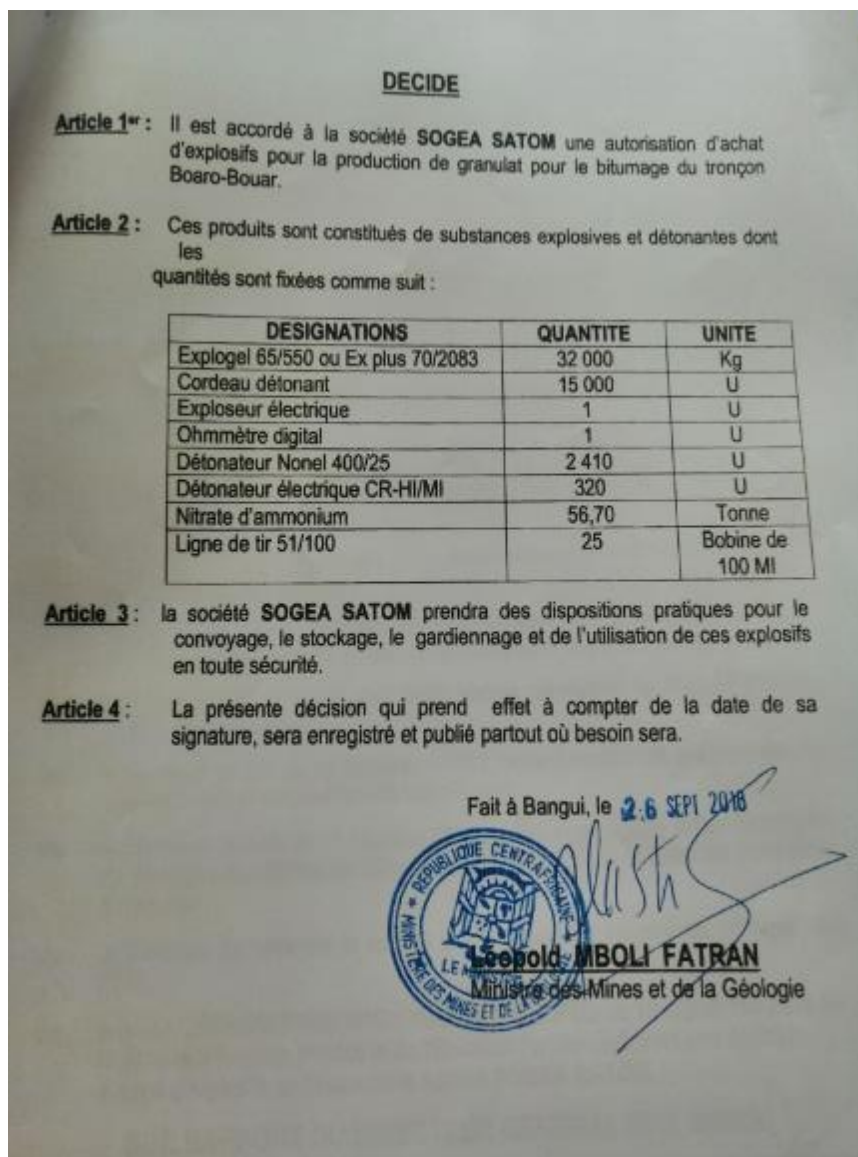 DECIDE
Article 1er : Il est accordé à la société SOGEA SATOM une autorisation d'achat
d'explosifs pour la production de granulat pour le bitumage du tronçon
Boaro-Bouar.
Article 2 : Ces produits sont constitués de substances explosives et détonantes dont
les
quantités sont fixées comme suit :
DESIGNATIONS QUANTITE UNITE
Explogel 65/550 ou Ex plus 70/2083 32 000 Kg
Cordeau détonant 15 000 U
Exploseur électrique 1 U
Ohmmètre digital 1 U
Détonateur Nonel 400/25 2 410 U
Détonateur électrique CR-HI/MI 320 U
Nitrate d'ammonium 56,70 Tonne
Ligne de tir 51/100 25 Bobine de
100 Ml
Article 3 : la société SOGEA SATOM prendra des dispositions pratiques pour le
convoyage, le stockage, le gardiennage et de l'utilisation de ces explosifs
en toute sécurité.
Article 4 : La présente décision qui prend effet à compter de la date de sa
signature, sera enregistré et publié partout où besoin sera.
Fait à Bangui, le 26 SEPT 2018
REPUBLIQUE CENTRAFRICAINE
MINISTERE DES MINES ET DE LA GEOLOGIE
LE MINISTRE
Léopold MBOLI FATRAN
Ministre des Mines et de la Géologie